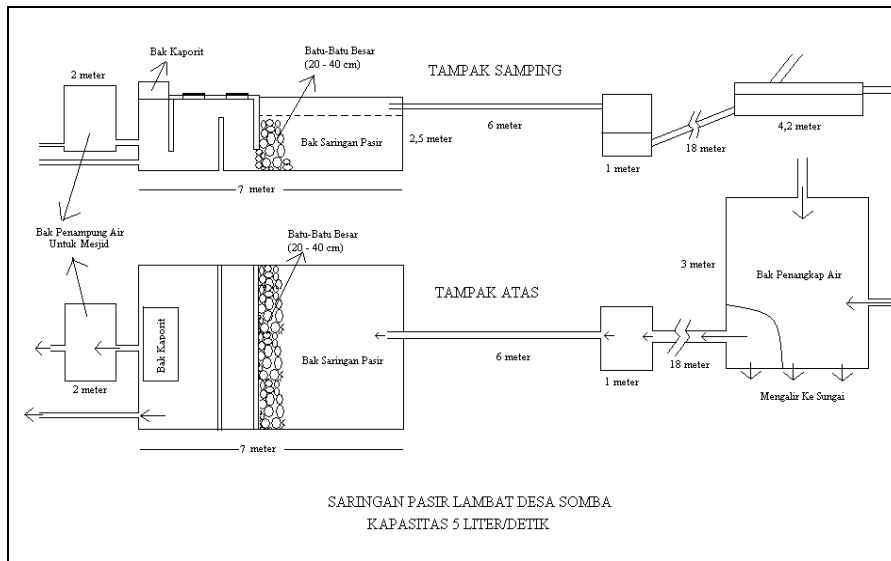 Bak Kaporit
Batu-Batu Besar
(20 - 40 cm)
TAMPAK SAMPING
2 meter
Bak Saringan Pasir
2,5 meter
6 meter
1 meter
18 meter
4,2 meter
7 meter
Bak Penampung Air
Untuk Mesjid
Batu-Batu Besar
(20 - 40 cm)
TAMPAK ATAS
3 meter
Bak Penangkap Air
Bak Kaporit
Bak Saringan Pasir
6 meter
1 meter
18 meter
2 meter
Mengalir Ke Sungai
7 meter
SARINGAN PASIR LAMBAT DESA SOMBA
KAPASITAS 5 LITER/DETIK